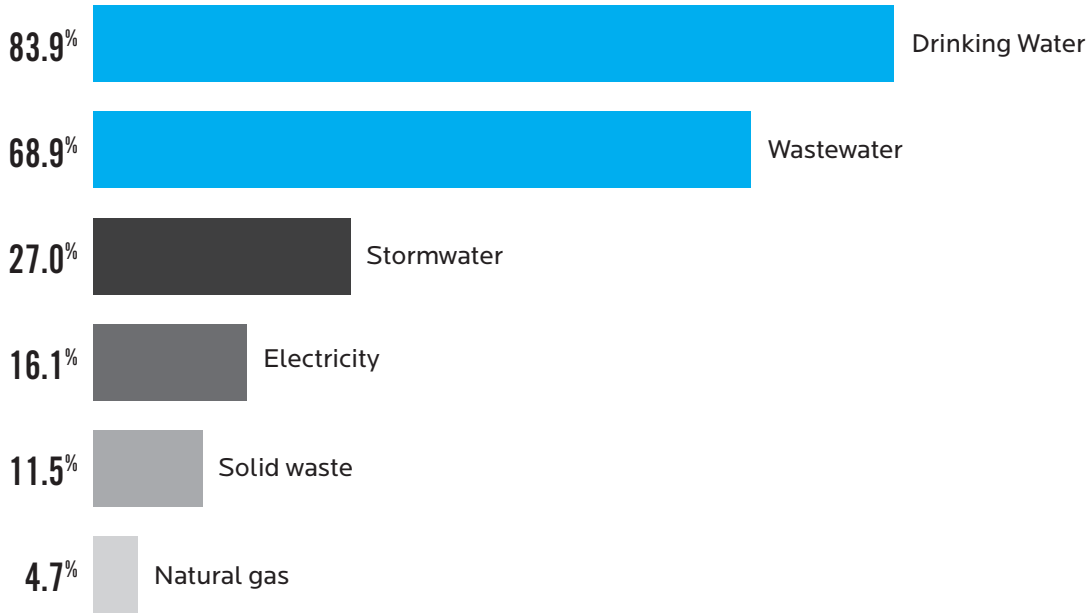 83.9% Drinking Water
68.9% Wastewater
27.0% Stormwater
16.1% Electricity
11.5% Solid waste
4.7% Natural gas